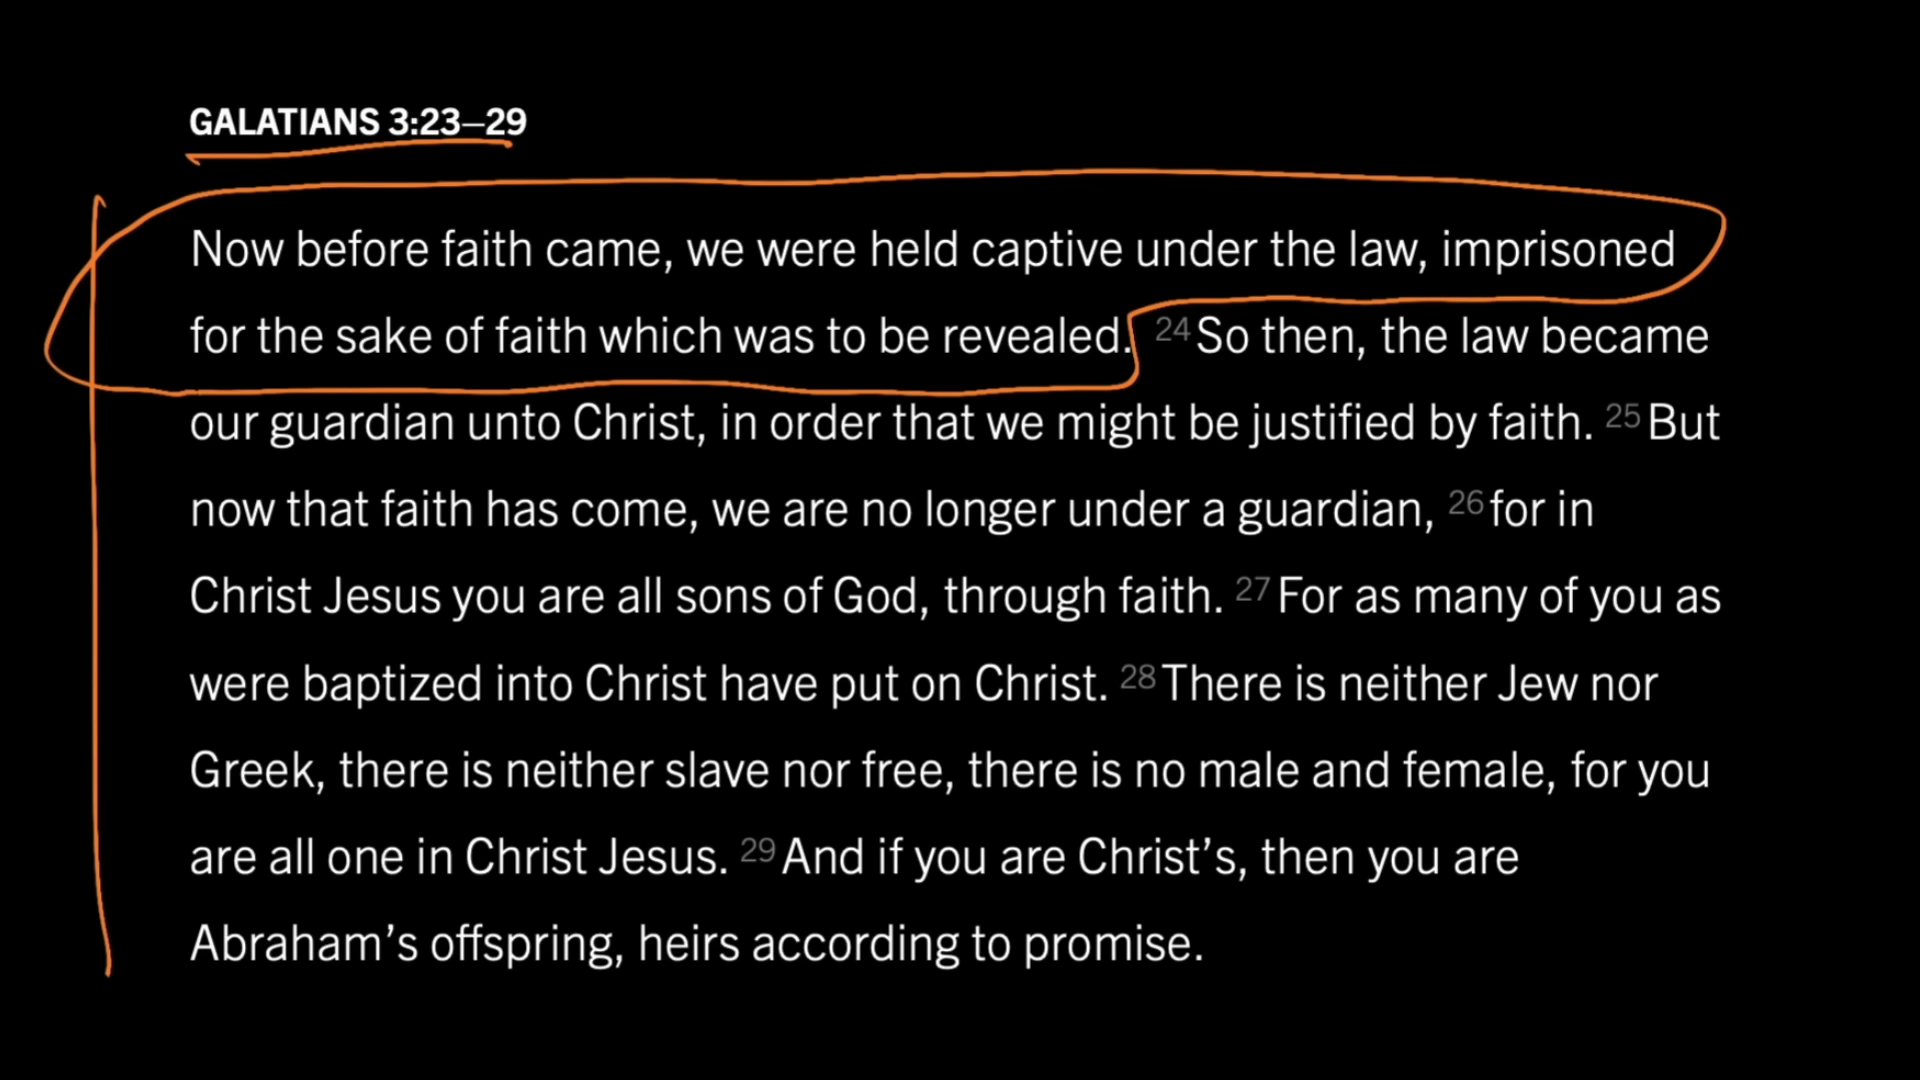 GALATIANS 3:23–29
Now before faith came, we were held captive under the law, imprisoned
for the sake of faith which was to be revealed. 24 So then, the law became
our guardian unto Christ, in order that we might be justified by faith. 25 But
now that faith has come, we are no longer under a guardian, 26 for in
Christ Jesus you are all sons of God, through faith. 27 For as many of you as
were baptized into Christ have put on Christ. 28 There is neither Jew nor
Greek, there is neither slave nor free, there is no male and female, for you
are all one in Christ Jesus. 29 And if you are Christ’s, then you are
Abraham’s offspring, heirs according to promise.